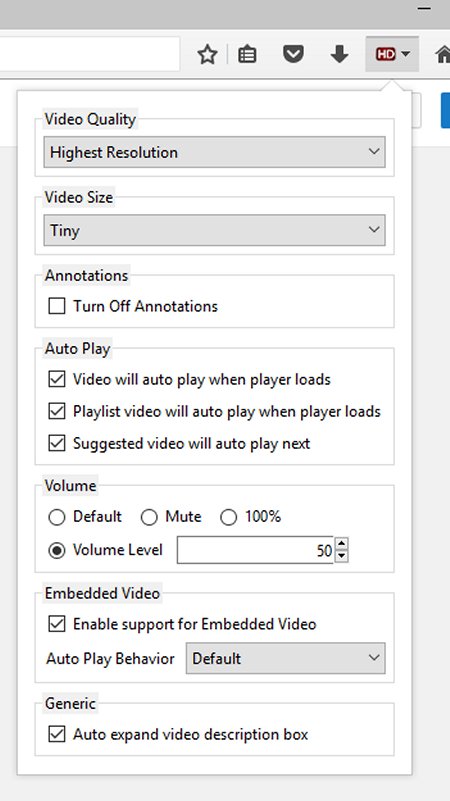 HD
Video Quality
Highest Resolution
Video Size
Tiny
Annotations
Turn Off Annotations
Auto Play
Video will auto play when player loads
Playlist video will auto play when player loads
Suggested video will auto play next
Volume
Default Mute 100%
Volume Level 50
Embedded Video
Enable support for Embedded Video
Auto Play Behavior Default
Generic
Auto expand video description box